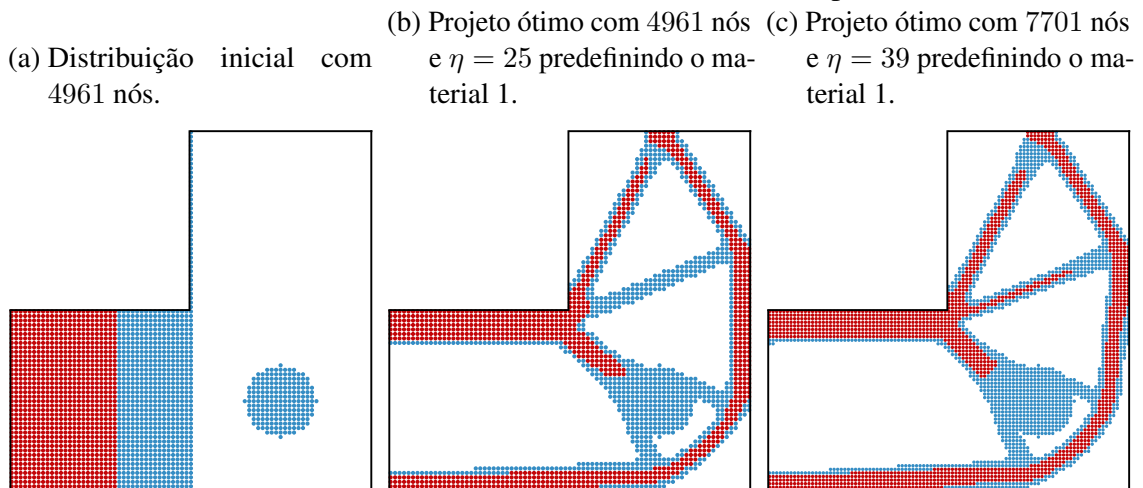 (a) Distribuição inicial com
4961 nós.
(b) Projeto ótimo com 4961 nós
e η = 25 predefinindo o ma-
terial 1.
(c) Projeto ótimo com 7701 nós
e η = 39 predefinindo o ma-
terial 1.